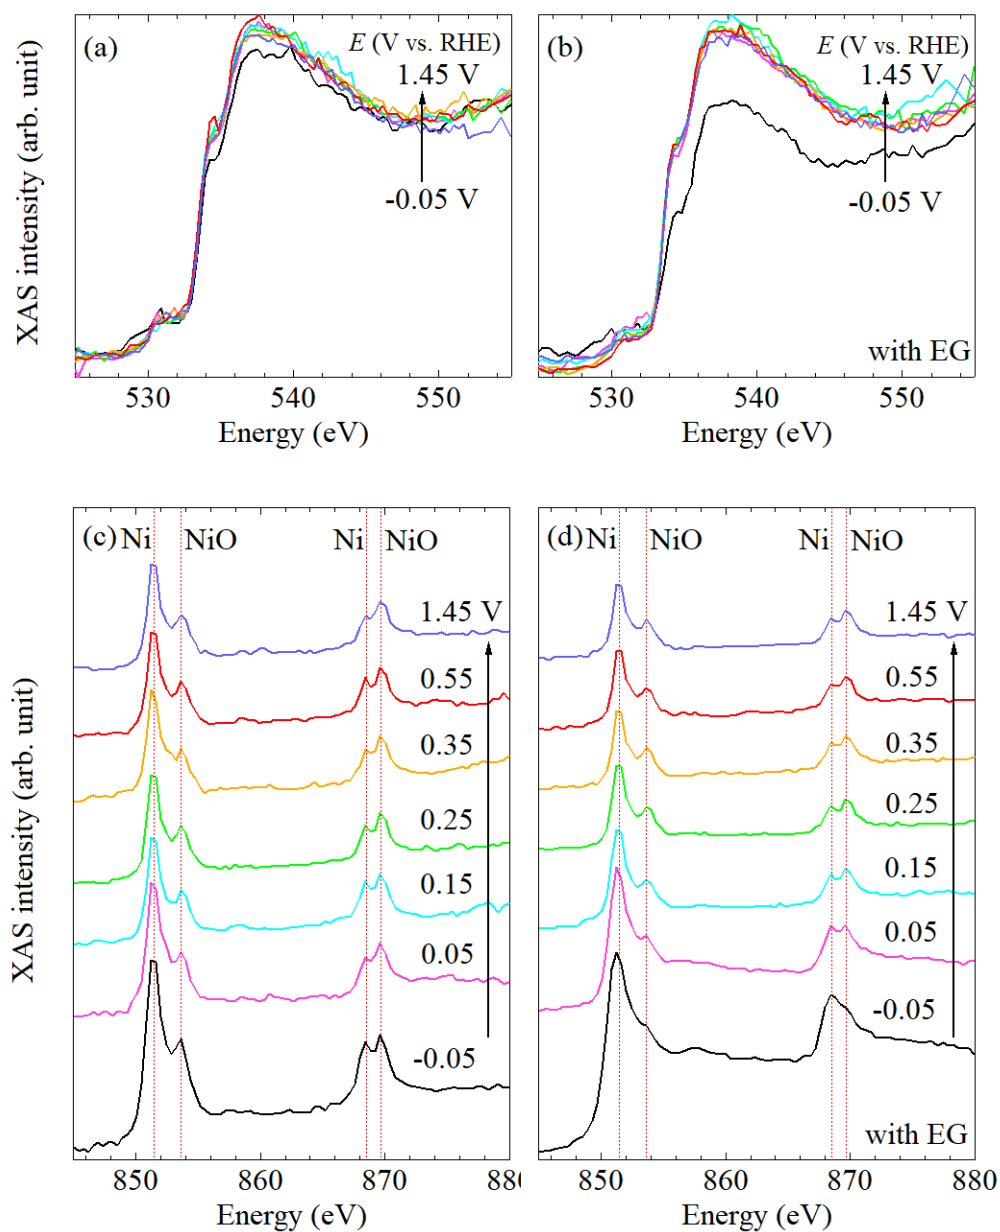 XAS intensity (arb. unit)
(a)
E (V vs. RHE)
1.45 V
-0.05 V
530 540 550
Energy (eV)
(b)
E (V vs. RHE)
1.45 V
-0.05 V
with EG
530 540 550
Energy (eV)
XAS intensity (arb. unit)
(c) Ni NiO Ni NiO
1.45 V
0.55
0.35
0.25
0.15
0.05
-0.05
850 860 870 880
Energy (eV)
(d) Ni NiO Ni NiO
1.45 V
0.55
0.35
0.25
0.15
0.05
-0.05
with EG
850 860 870 880
Energy (eV)